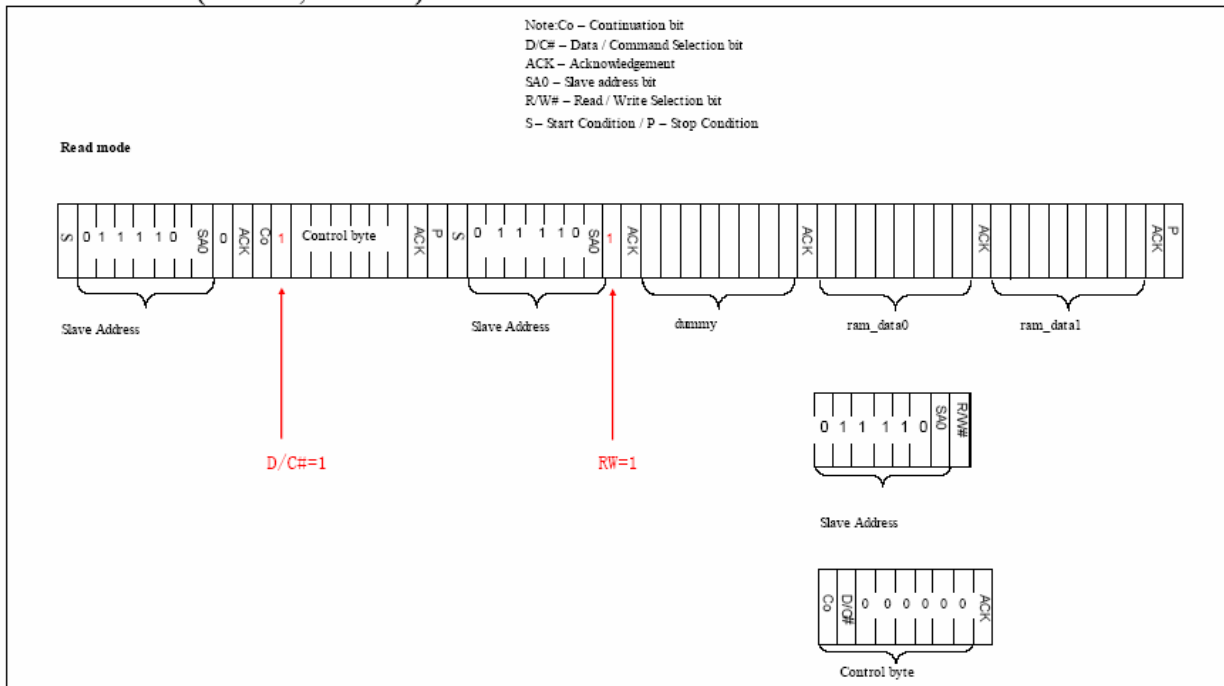 Note:Co – Continuation bit
D/C# – Data / Command Selection bit
ACK – Acknowledgement
SA0 – Slave address bit
R/W# – Read / Write Selection bit
S – Start Condition / P – Stop Condition
Read mode
S 0 1 1 1 1 0 SA0 0 ACK Co 1 Control byte ACK P S 0 1 1 1 1 0 SA0 1 ACK ACK ACK ACK P
Slave Address Slave Address dummy ram_data0 ram_data1
D/C#=1 RW=1
0 1 1 1 1 0 SA0 R/W#
Slave Address
Co D/C# 0 0 0 0 0 0 ACK
Control byte